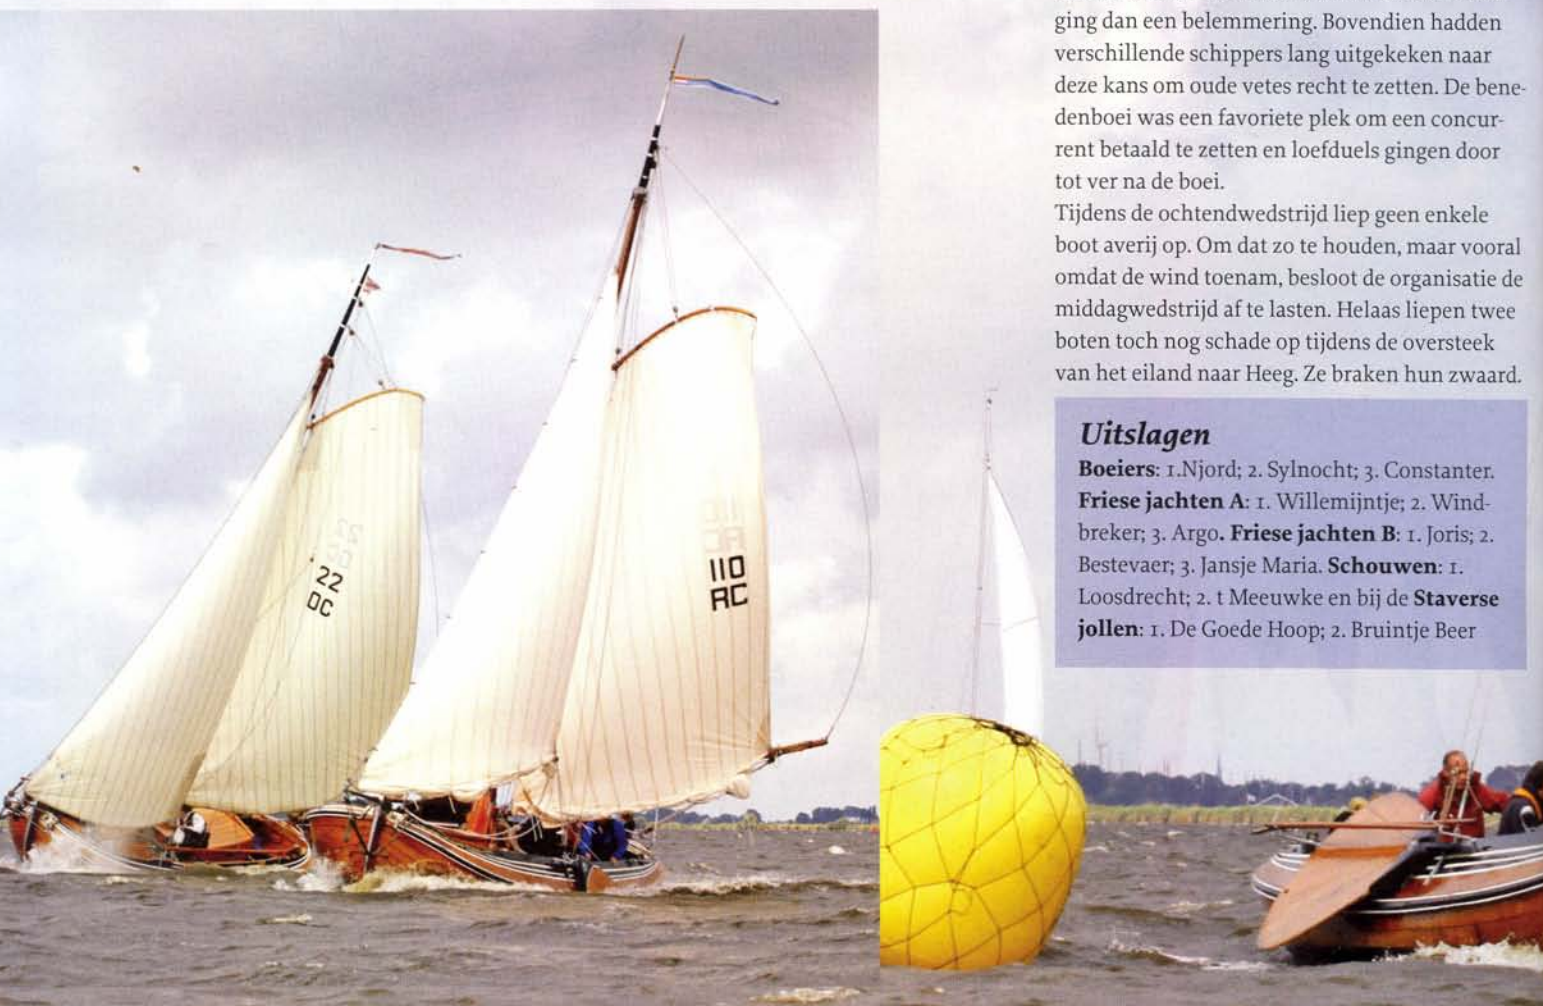 22
OC
110
RC
ging dan een belemmering. Bovendien hadden
verschillende schippers lang uitgekeken naar
deze kans om oude vetes recht te zetten. De bene-
denboei was een favoriete plek om een concur-
rent betaald te zetten en loefduels gingen door
tot ver na de boei.
Tijdens de ochtendwedstrijd liep geen enkele
boot averij op. Om dat zo te houden, maar vooral
omdat de wind toenam, besloot de organisatie de
middagwedstrijd af te lasten. Helaas liepen twee
boten toch nog schade op tijdens de oversteek
van het eiland naar Heeg. Ze braken hun zwaard.
Uitslagen
Boeiers: 1.Njord; 2. Sylnocht; 3. Constanter.
Friese jachten A: 1. Willemijntje; 2. Wind-
breker; 3. Argo. Friese jachten B: 1. Joris; 2.
Bestevaer; 3. Jansje Maria. Schouwen: 1.
Loosdrecht; 2. t Meeuwke en bij de Staverse
jollen: 1. De Goede Hoop; 2. Bruintje Beer